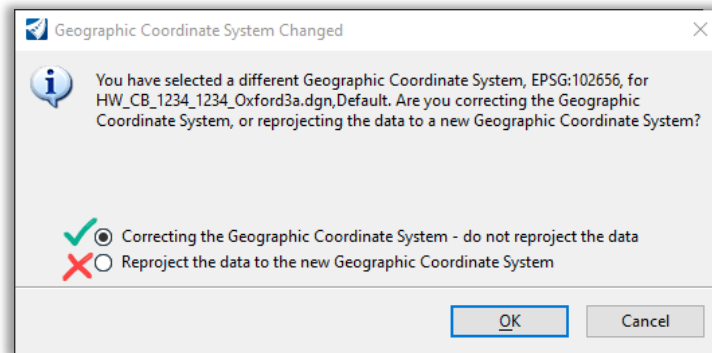 Geographic Coordinate System Changed
You have selected a different Geographic Coordinate System, EPSG:102656, for
HW_CB_1234_1234_Oxford3a.dgn,Default. Are you correcting the Geographic
Coordinate System, or reprojecting the data to a new Geographic Coordinate System?
Correcting the Geographic Coordinate System - do not reproject the data
Reproject the data to the new Geographic Coordinate System
OK Cancel